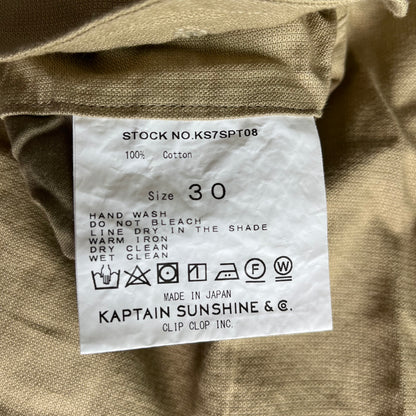 STOCK NO.KS7SPT08
100% Cotton
Size 30
HAND WASH
DO NOT BLEACH
LINE DRY IN THE SHADE
WARM IRON
DRY CLEAN
WET CLEAN
MADE IN JAPAN
KAPTAIN SUNSHINE & Co.
CLIP CLOP INC.